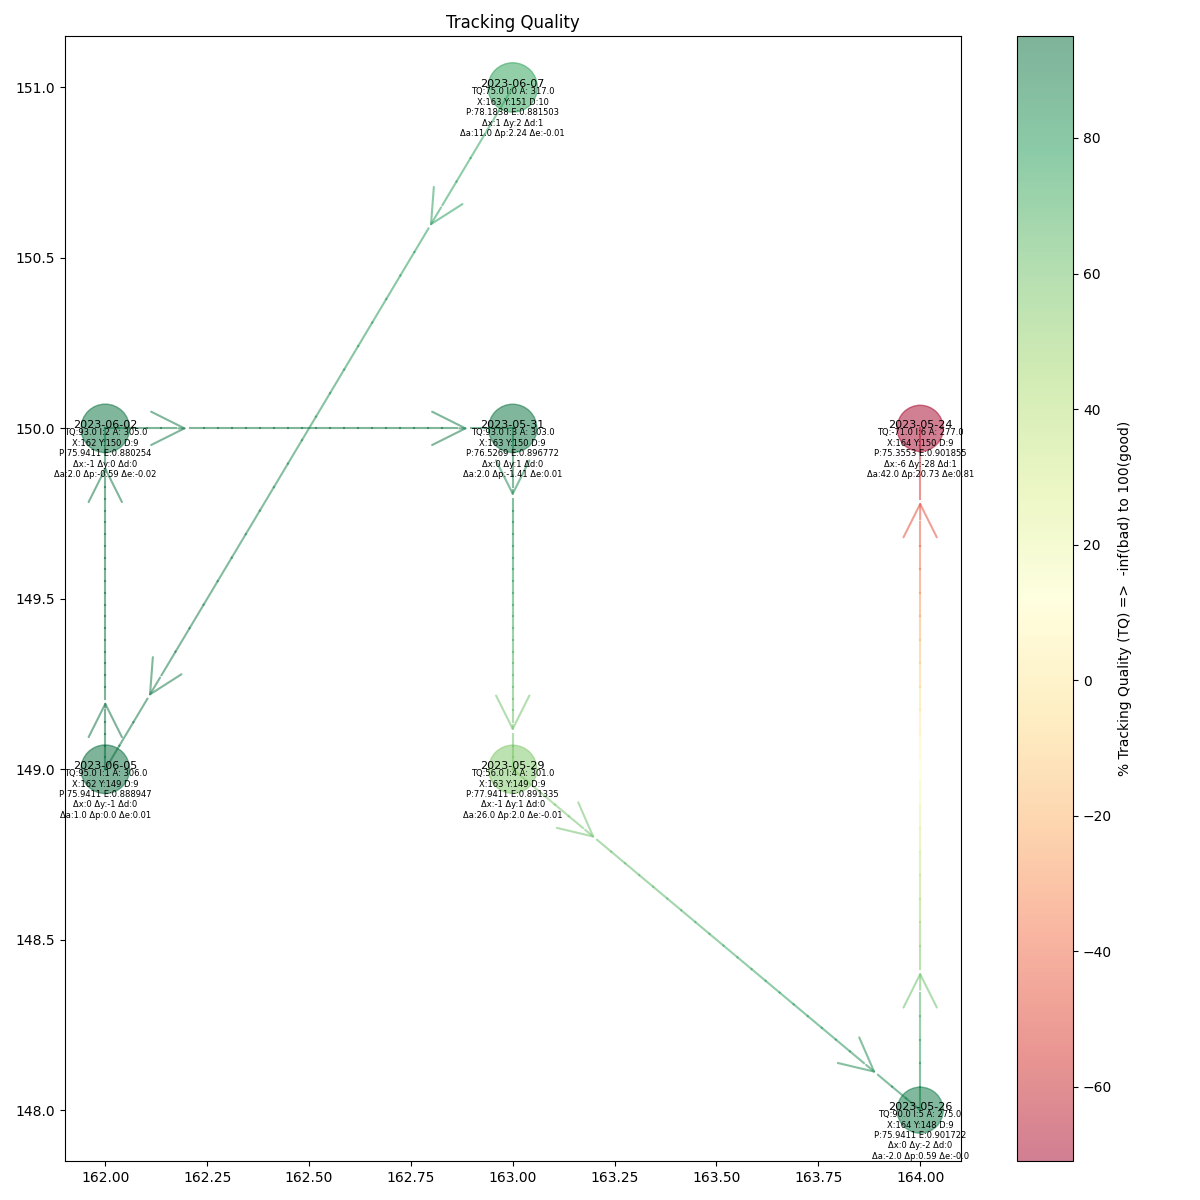 Tracking Quality
151.0
150.5
150.0
149.5
149.0
148.5
148.0
2023-06-07
TQ:75.0 I:0 A: 317.0
X:163 Y:151 D:10
P:78.1838 E:0.881503
Δx:1 Δy:2 Δd:1
Δa:11.0 Δp:2.24 Δe:-0.01
2023-06-02
TQ:93.0 I:2 A: 305.0
X:162 Y:150 D:9
P:75.9411 E:0.880254
Δx:-1 Δy:0 Δd:0
Δa:2.0 Δp:-0.59 Δe:-0.02
2023-05-31
TQ:93.0 I:3 A: 303.0
X:163 Y:150 D:9
P:76.5269 E:0.896772
Δx:0 Δy:1 Δd:0
Δa:2.0 Δp:-1.41 Δe:0.01
2023-05-24
TQ:-71.0 I:6 A: 277.0
X:164 Y:150 D:9
P:75.3553 E:0.901855
Δx:-6 Δy:-28 Δd:1
Δa:42.0 Δp:20.73 Δe:0.81
2023-06-05
TQ:95.0 I:1 A: 306.0
X:162 Y:149 D:9
P:75.9411 E:0.888947
Δx:0 Δy:-1 Δd:0
Δa:1.0 Δp:0.0 Δe:0.01
2023-05-29
TQ:56.0 I:4 A: 301.0
X:163 Y:149 D:9
P:77.9411 E:0.891335
Δx:-1 Δy:1 Δd:0
Δa:26.0 Δp:2.0 Δe:-0.01
2023-05-26
TQ:90.0 I:5 A: 275.0
X:164 Y:148 D:9
P:75.9411 E:0.901722
Δx:0 Δy:-2 Δd:0
Δa:-2.0 Δp:0.59 Δe:-0.0
162.00 162.25 162.50 162.75 163.00 163.25 163.50 163.75 164.00
80
60
40
20
0
−20
−40
−60
% Tracking Quality (TQ) => -inf(bad) to 100(good)